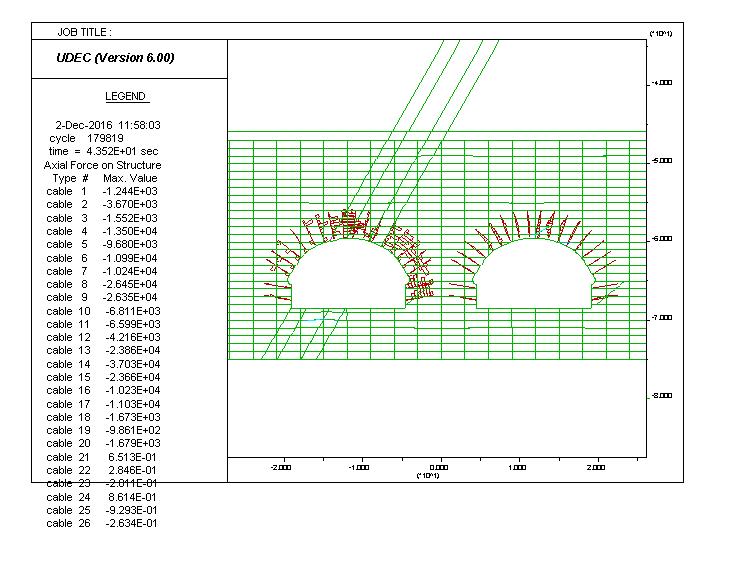 JOB TITLE :
UDEC (Version 6.00)
LEGEND
2-Dec-2016 11:58:03
cycle 179819
time = 4.352E+01 sec
Axial Force on Structure
Type # Max. Value
cable 1 -1.244E+03
cable 2 -3.670E+03
cable 3 -1.552E+03
cable 4 -1.350E+04
cable 5 -9.680E+03
cable 6 -1.099E+04
cable 7 -1.024E+04
cable 8 -2.645E+04
cable 9 -2.635E+04
cable 10 -6.811E+03
cable 11 -6.599E+03
cable 12 -4.216E+03
cable 13 -2.386E+04
cable 14 -3.703E+04
cable 15 -2.366E+04
cable 16 -1.023E+04
cable 17 -1.103E+04
cable 18 -1.673E+03
cable 19 -9.861E+02
cable 20 -1.679E+03
cable 21 6.513E-01
cable 22 2.846E-01
cable 23 -2.011E-01
cable 24 8.614E-01
cable 25 -9.293E-01
cable 26 -2.634E-01
(*10^1)
-4.000
-5.000
-6.000
-7.000
-8.000
-2.000 -1.000 0.000 1.000 2.000
(*10^1)